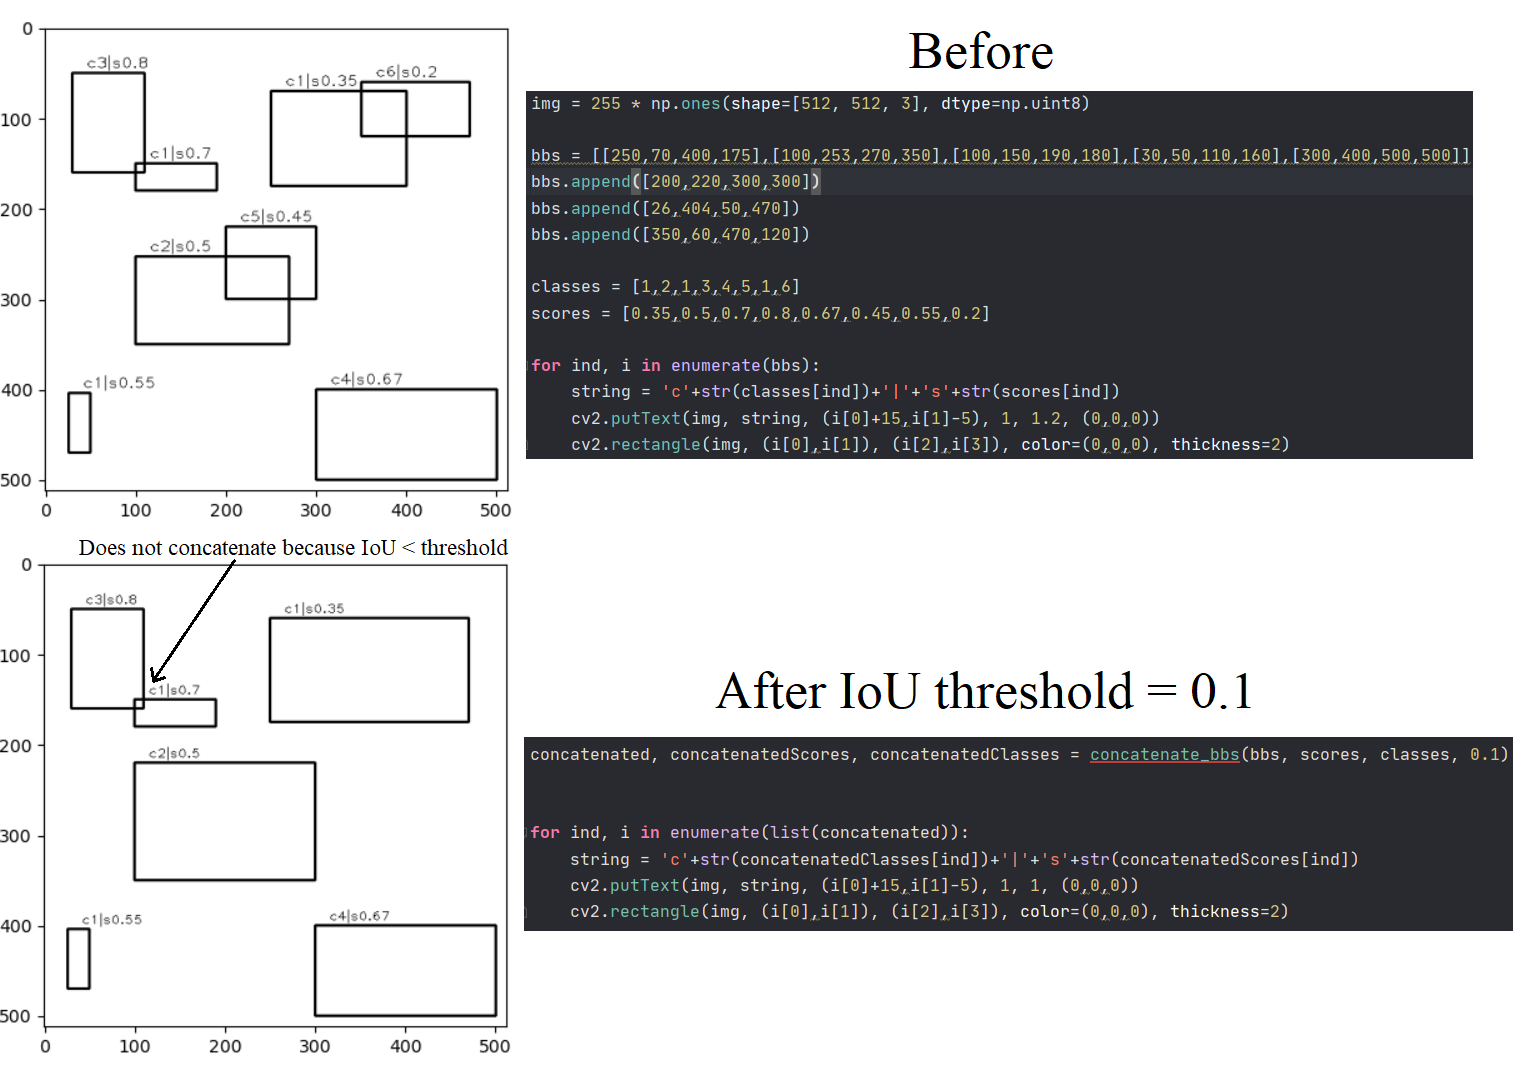 Before
0
100
200
300
400
500
0 100 200 300 400 500
c3|s0.8
c1|s0.7
c1|s0.35
c6|s0.2
c5|s0.45
c2|s0.5
c1|s0.55
c4|s0.67
img = 255 * np.ones(shape=[512, 512, 3], dtype=np.uint8)
bbs = [[250,70,400,175],[100,253,270,350],[100,150,190,180],[30,50,110,160],[300,400,500,500]]
bbs.append([200,220,300,300])
bbs.append([26,404,50,470])
bbs.append([350,60,470,120])
classes = [1,2,1,3,4,5,1,6]
scores = [0.35,0.5,0.7,0.8,0.67,0.45,0.55,0.2]
for ind, i in enumerate(bbs):
string = 'c'+str(classes[ind])+'|'+'s'+str(scores[ind])
cv2.putText(img, string, (i[0]+15,i[1]-5), 1, 1.2, (0,0,0))
cv2.rectangle(img, (i[0],i[1]), (i[2],i[3]), color=(0,0,0), thickness=2)
Does not concatenate because IoU < threshold
0
100
200
300
400
500
0 100 200 300 400 500
c3|s0.8
c1|s0.7
c1|s0.35
c2|s0.5
c1|s0.55
c4|s0.67
After IoU threshold = 0.1
concatenated, concatenatedScores, concatenatedClasses = concatenate_bbs(bbs, scores, classes, 0.1)
for ind, i in enumerate(list(concatenated)):
string = 'c'+str(concatenatedClasses[ind])+'|'+'s'+str(concatenatedScores[ind])
cv2.putText(img, string, (i[0]+15,i[1]-5), 1, 1, (0,0,0))
cv2.rectangle(img, (i[0],i[1]), (i[2],i[3]), color=(0,0,0), thickness=2)